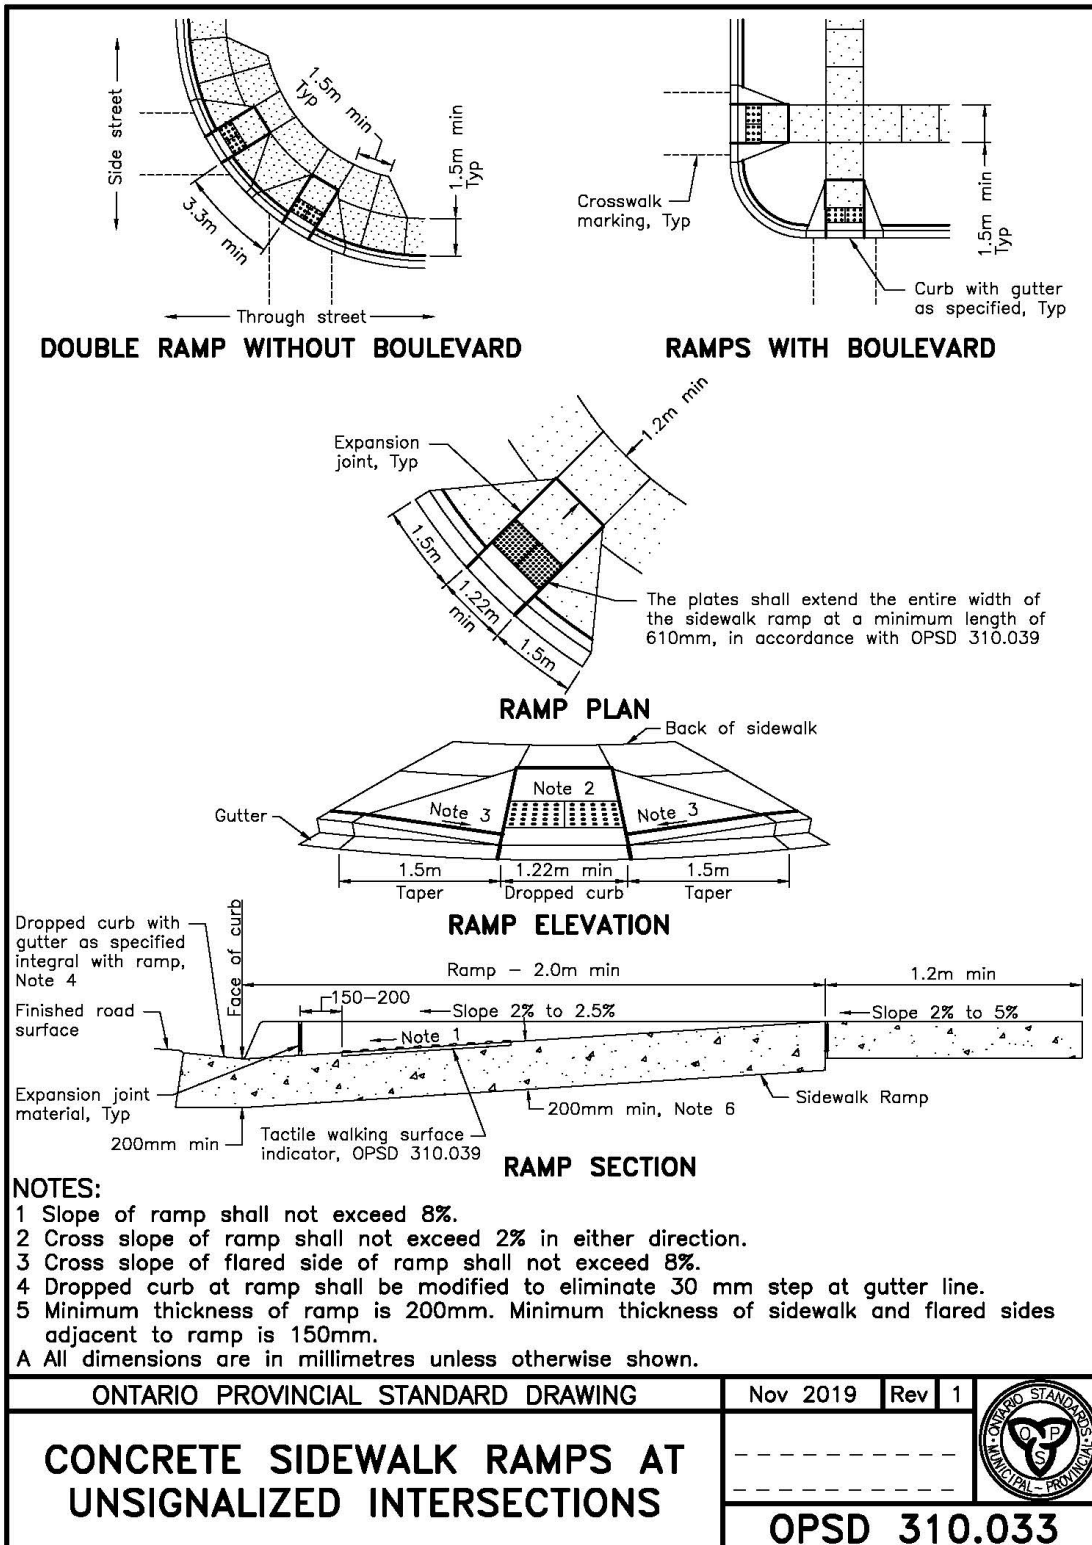 Side street
1.5m min
Typ
1.5m min
Typ
3.3m min
Through street
DOUBLE RAMP WITHOUT BOULEVARD
Crosswalk
marking, Typ
1.5m min
Typ
Curb with gutter
as specified, Typ
RAMPS WITH BOULEVARD
Expansion
joint, Typ
1.2m min
1.5m
1.22m
min
1.5m
The plates shall extend the entire width of
the sidewalk ramp at a minimum length of
610mm, in accordance with OPSD 310.039
RAMP PLAN
Back of sidewalk
Note 2
Note 3
Note 3
Gutter
1.5m
Taper
1.22m min
Dropped curb
1.5m
Taper
RAMP ELEVATION
Dropped curb with
gutter as specified
integral with ramp,
Note 4
Face of curb
Ramp – 2.0m min
1.2m min
150–200
Slope 2% to 2.5%
Slope 2% to 5%
Finished road
surface
Note 1
Expansion joint
material, Typ
200mm min
Tactile walking surface
indicator, OPSD 310.039
200mm min, Note 6
Sidewalk Ramp
RAMP SECTION
NOTES:
1 Slope of ramp shall not exceed 8%.
2 Cross slope of ramp shall not exceed 2% in either direction.
3 Cross slope of flared side of ramp shall not exceed 8%.
4 Dropped curb at ramp shall be modified to eliminate 30 mm step at gutter line.
5 Minimum thickness of ramp is 200mm. Minimum thickness of sidewalk and flared sides
adjacent to ramp is 150mm.
A All dimensions are in millimetres unless otherwise shown.
ONTARIO PROVINCIAL STANDARD DRAWING
Nov 2019
Rev 1
CONCRETE SIDEWALK RAMPS AT
UNSIGNALIZED INTERSECTIONS
ONTARIO STANDARDS
MUNICIPAL – PROVINCIAL
O P
S
OPSD 310.033